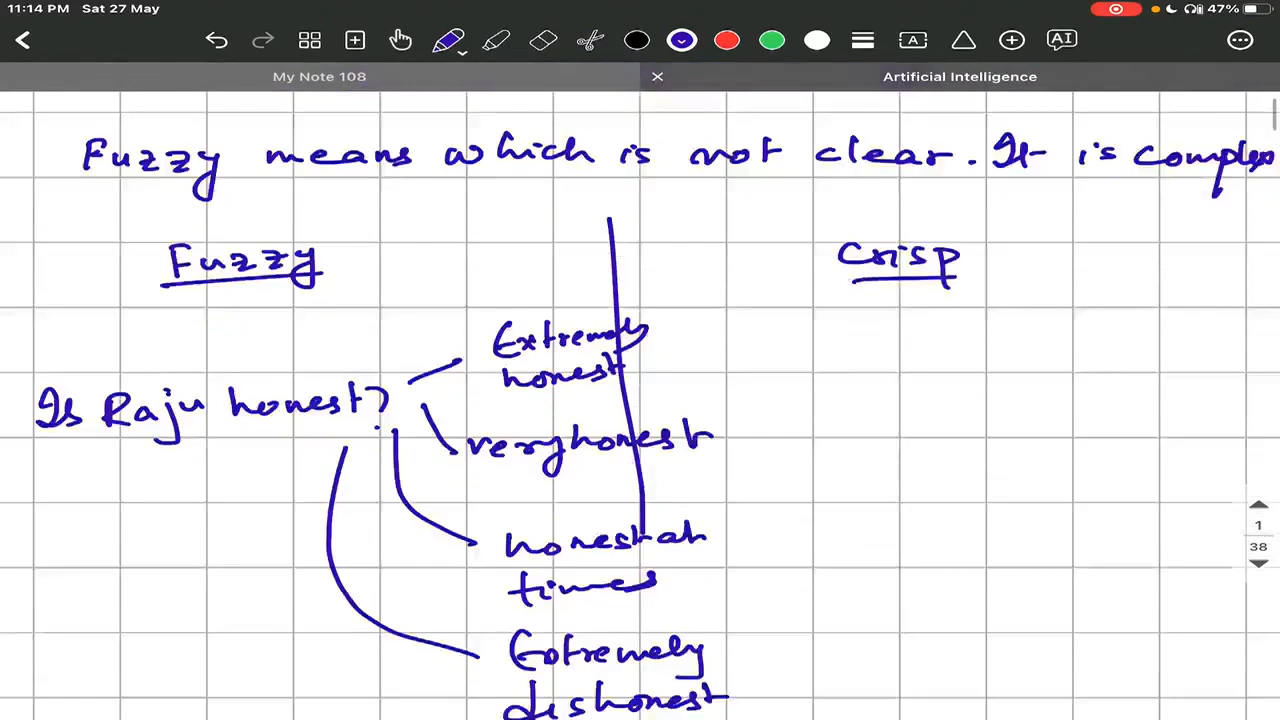 11:14 PM Sat 27 May
47%
My Note 108
Artificial Intelligence
Fuzzy means which is not clear. It is complex
Fuzzy
Crisp
Is Raju honest?
Extremely
honest
very honest
honest at
times
Extremely
dishonest
A
AI
1
38